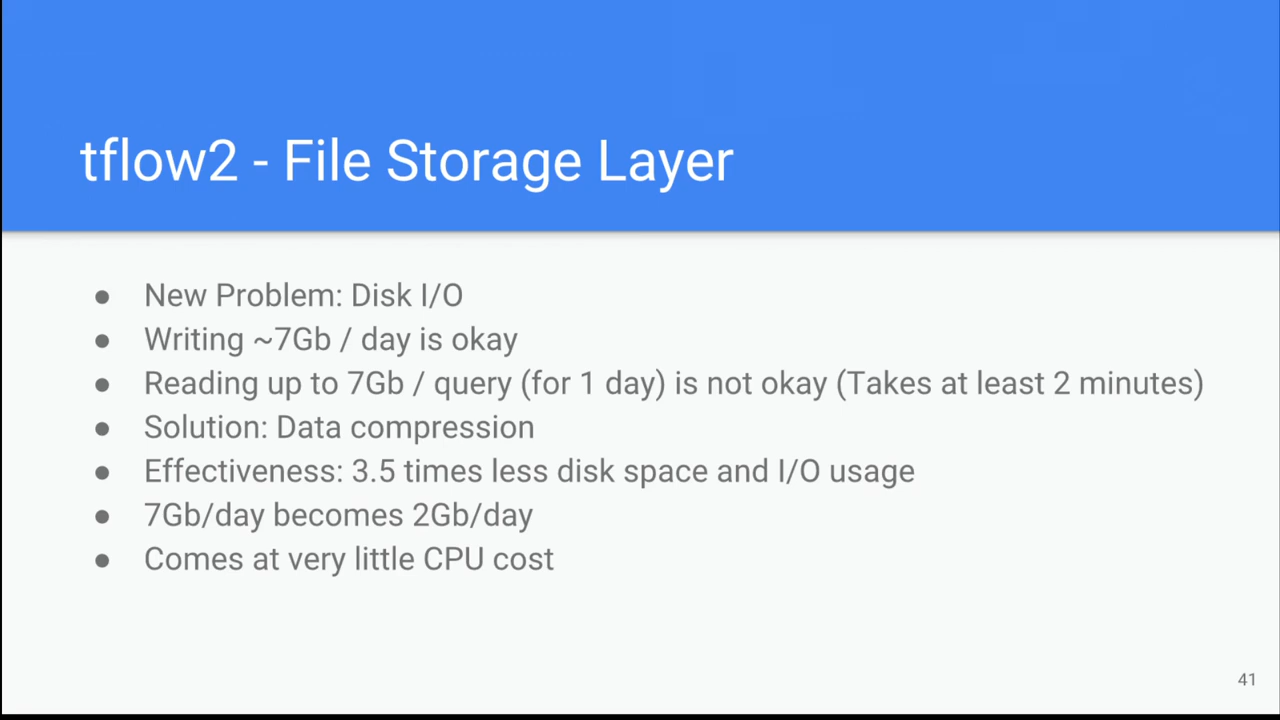 tflow2 - File Storage Layer
● New Problem: Disk I/O
● Writing ~7Gb / day is okay
● Reading up to 7Gb / query (for 1 day) is not okay (Takes at least 2 minutes)
● Solution: Data compression
● Effectiveness: 3.5 times less disk space and I/O usage
● 7Gb/day becomes 2Gb/day
● Comes at very little CPU cost
41